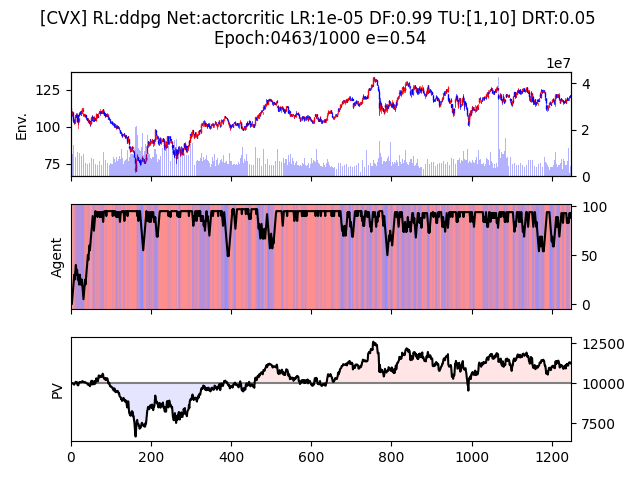 [CVX] RL:ddpg Net:actorcritic LR:1e-05 DF:0.99 TU:[1,10] DRT:0.05
Epoch:0463/1000 e=0.54
1e7
125
100
75
Env.
4
2
0
Agent
100
50
0
PV
12500
10000
7500
0 200 400 600 800 1000 1200